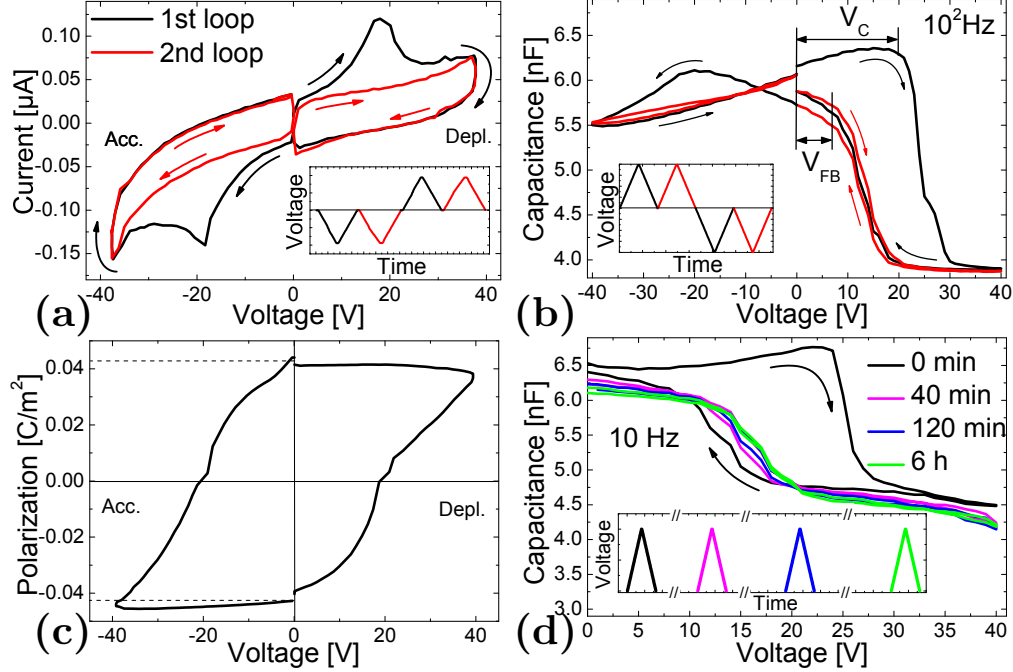 1st loop
2nd loop
0.10
0.05
0.00
-0.05
-0.10
-0.15
Current [µA]
Acc.
Depl.
Voltage
Time
-40
-20
0
20
40
Voltage [V]
(a)
V_C
10²Hz
6.5
6.0
5.5
5.0
4.5
4.0
Capacitance [nF]
V_FB
Voltage
Time
-40
-30
-20
-10
0
10
20
30
40
Voltage [V]
(b)
0.04
0.02
0.00
-0.02
-0.04
Polarization [C/m²]
Acc.
Depl.
-40
-20
0
20
40
Voltage [V]
(c)
0 min
40 min
120 min
6 h
6.5
6.0
5.5
5.0
4.5
4.0
3.5
3.0
Capacitance [nF]
10 Hz
//
//
//
Voltage
//
//
//
Time
0
5
10
15
20
25
30
35
40
Voltage [V]
(d)